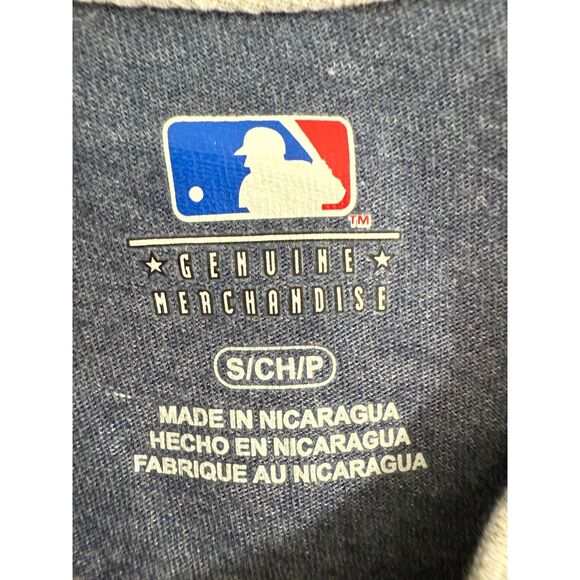 TM
★ GENUINE ★
MERCHANDISE
S/CH/P
MADE IN NICARAGUA
HECHO EN NICARAGUA
FABRIQUE AU NICARAGUA